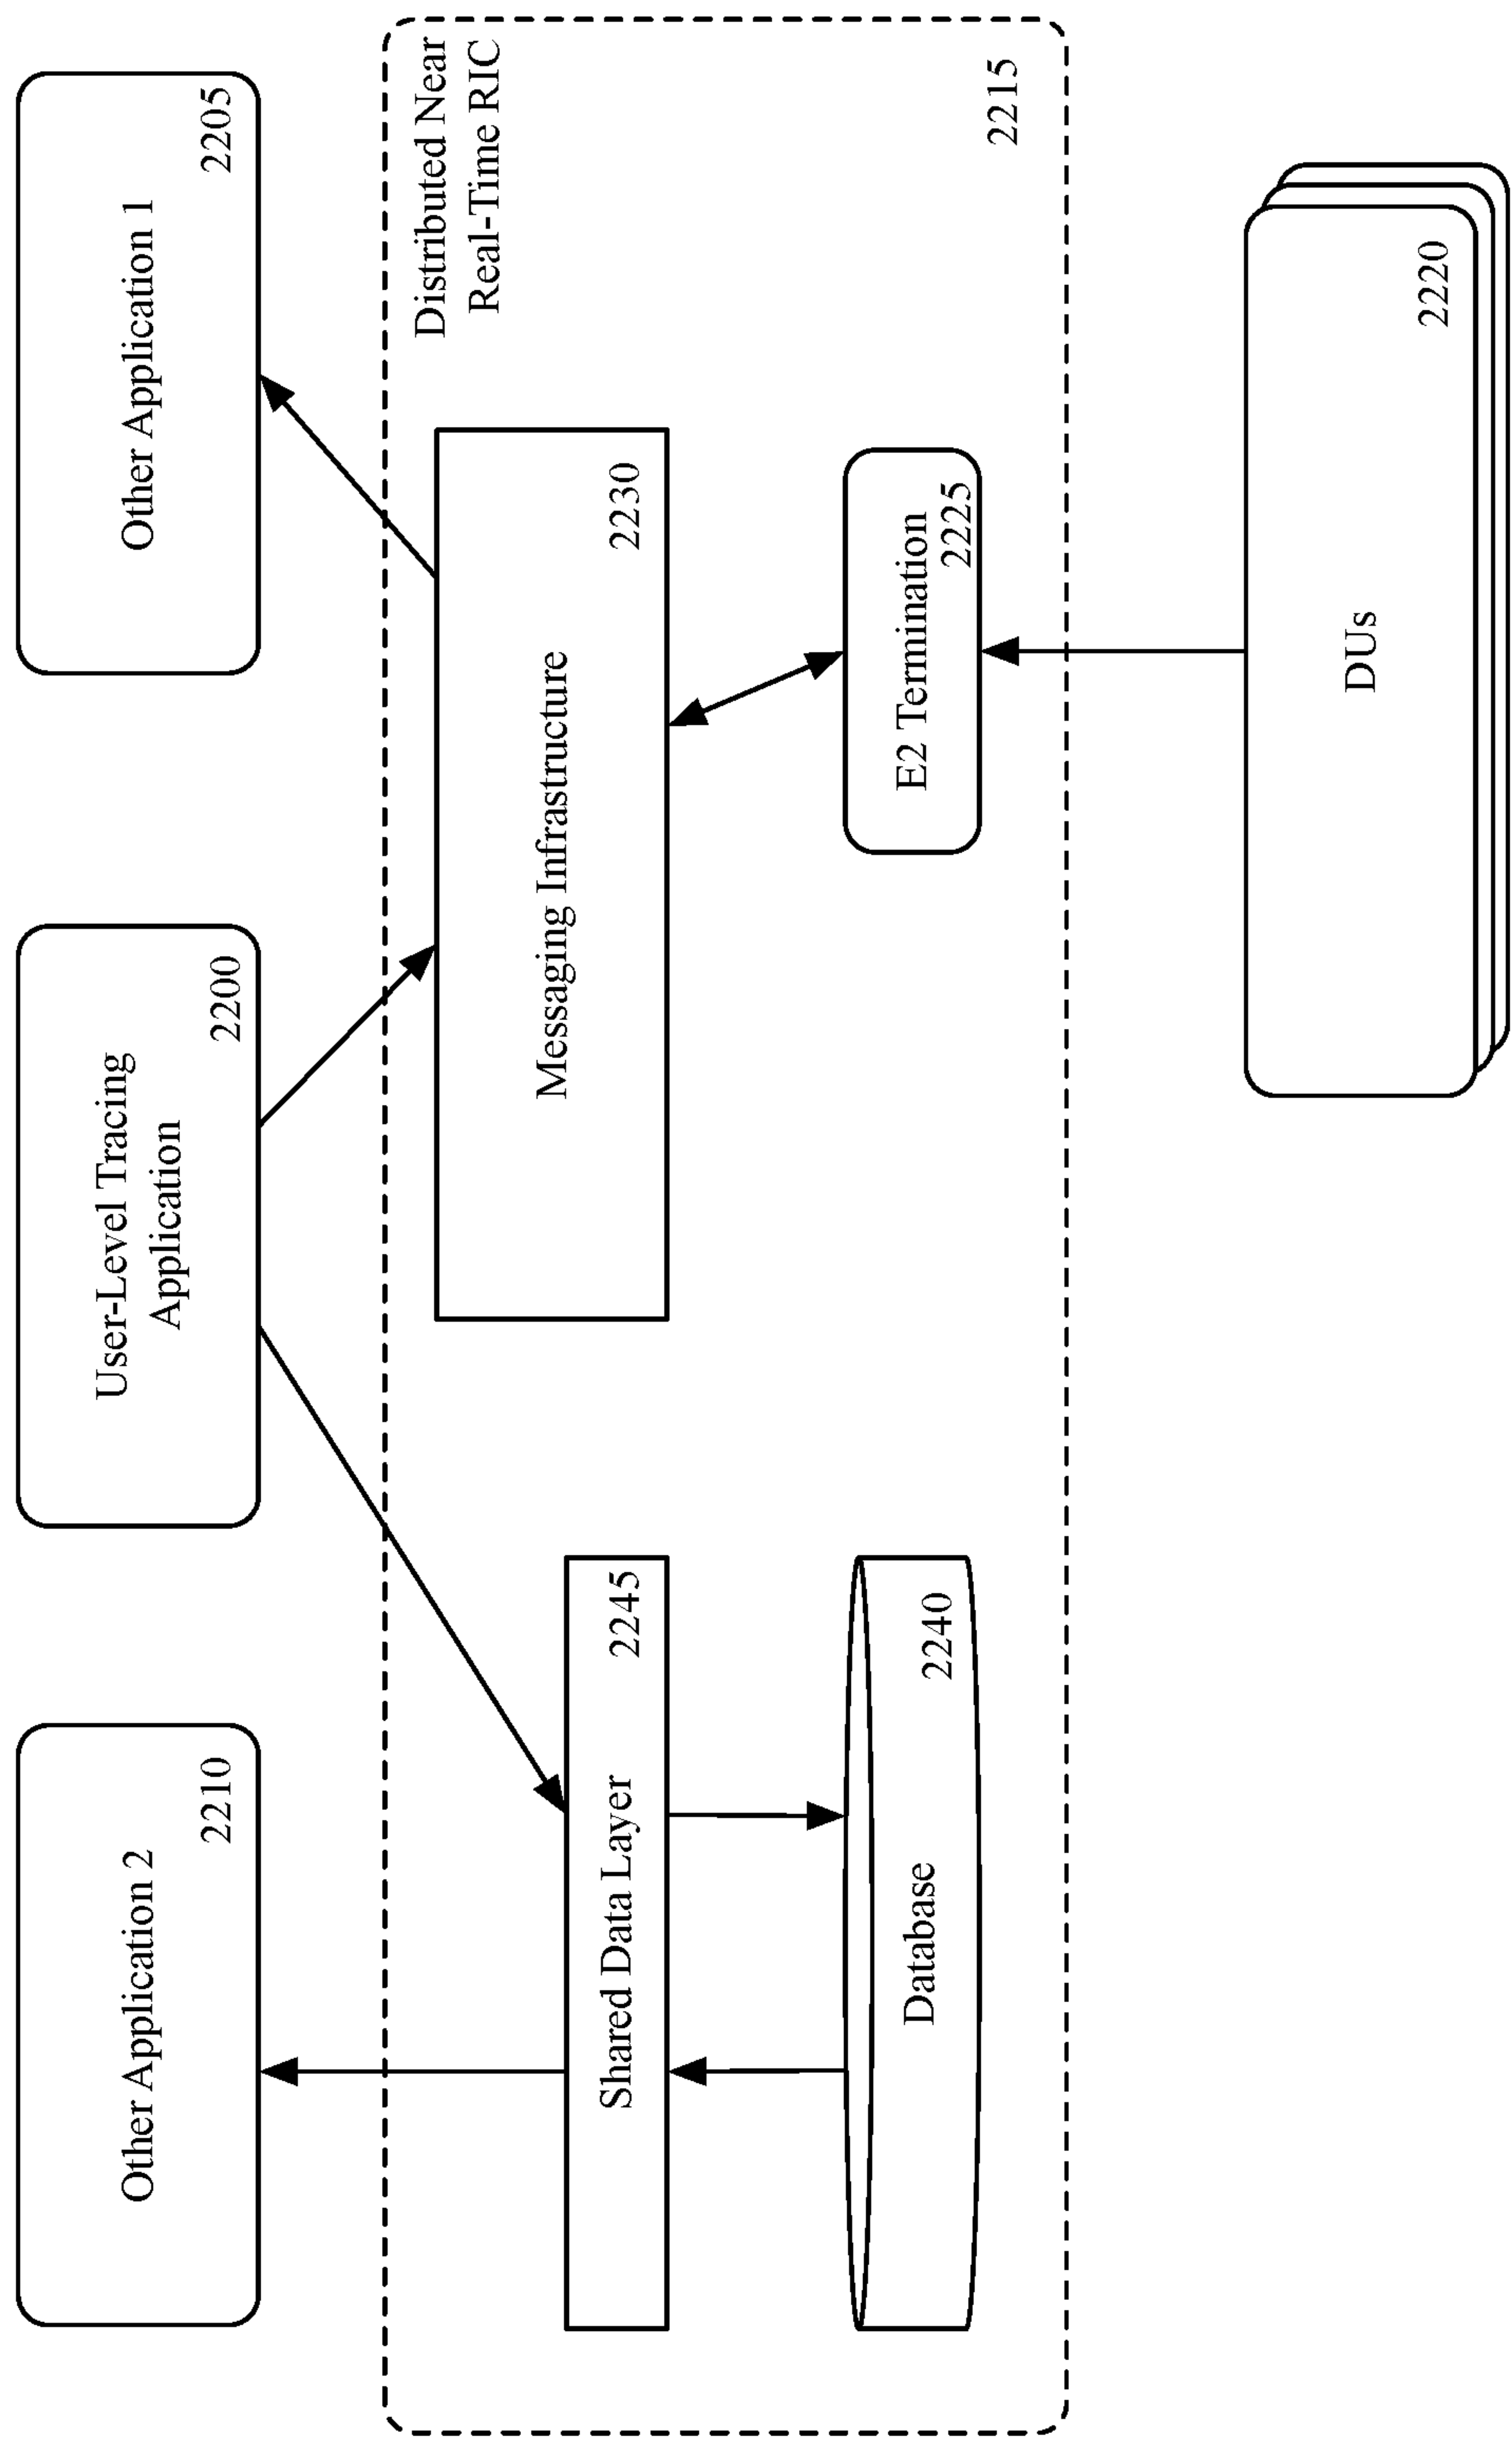 Other Application 2
2210
User-Level Tracing
Application
2200
Other Application 1
2205
Distributed Near
Real-Time RIC
Messaging Infrastructure
2230
Shared Data Layer
2245
Database
2240
E2 Termination
2225
2215
DUs
2220